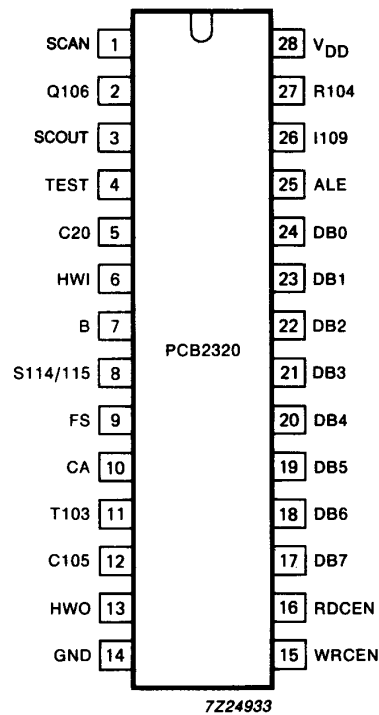 SCAN 1 28 VDD
Q106 2 27 R104
SCOUT 3 26 I109
TEST 4 25 ALE
C20 5 24 DB0
HWI 6 23 DB1
B 7 22 DB2
PCB2320
S114/115 8 21 DB3
FS 9 20 DB4
CA 10 19 DB5
T103 11 18 DB6
C105 12 17 DB7
HWO 13 16 RDCEN
GND 14 15 WRCEN
7Z24933